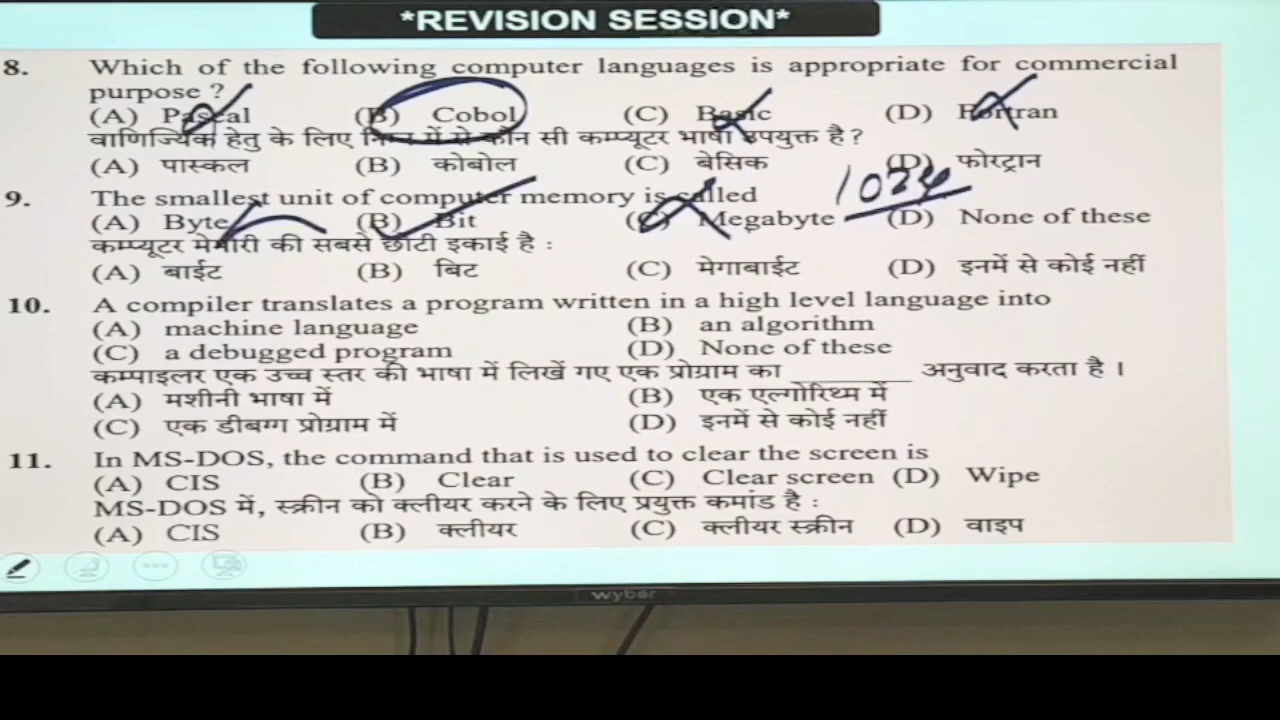 *REVISION SESSION*
8. Which of the following computer languages is appropriate for commercial
purpose ?
(A) Pascal (B) Cobol (C) Basic (D) Fortran
वाणिज्यिक हेतु के लिए निम्न में से कौन सी कम्प्यूटर भाषा उपयुक्त है ?
(A) पास्कल (B) कोबोल (C) बेसिक (D) फोरट्रान
9. The smallest unit of computer memory is called 1024
(A) Byte (B) Bit (C) Megabyte (D) None of these
कम्प्यूटर मेमोरी की सबसे छोटी इकाई है :
(A) बाईट (B) बिट (C) मेगाबाईट (D) इनमें से कोई नहीं
10. A compiler translates a program written in a high level language into
(A) machine language (B) an algorithm
(C) a debugged program (D) None of these
कम्पाइलर एक उच्च स्तर की भाषा में लिखें गए एक प्रोग्राम का __________ अनुवाद करता है ।
(A) मशीनी भाषा में (B) एक एल्गोरिथ्म में
(C) एक डीबग्ग प्रोग्राम में (D) इनमें से कोई नहीं
11. In MS-DOS, the command that is used to clear the screen is
(A) CIS (B) Clear (C) Clear screen (D) Wipe
MS-DOS में, स्क्रीन को क्लीयर करने के लिए प्रयुक्त कमांड है :
(A) CIS (B) क्लीयर (C) क्लीयर स्क्रीन (D) वाइप
wybor